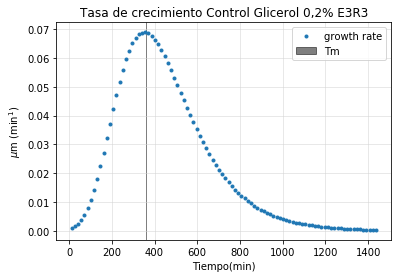 Tasa de crecimiento Control Glicerol 0,2% E3R3
growth rate
Tm
μm (min¹)
0.07
0.06
0.05
0.04
0.03
0.02
0.01
0.00
0 200 400 600 800 1000 1200 1400
Tiempo(min)